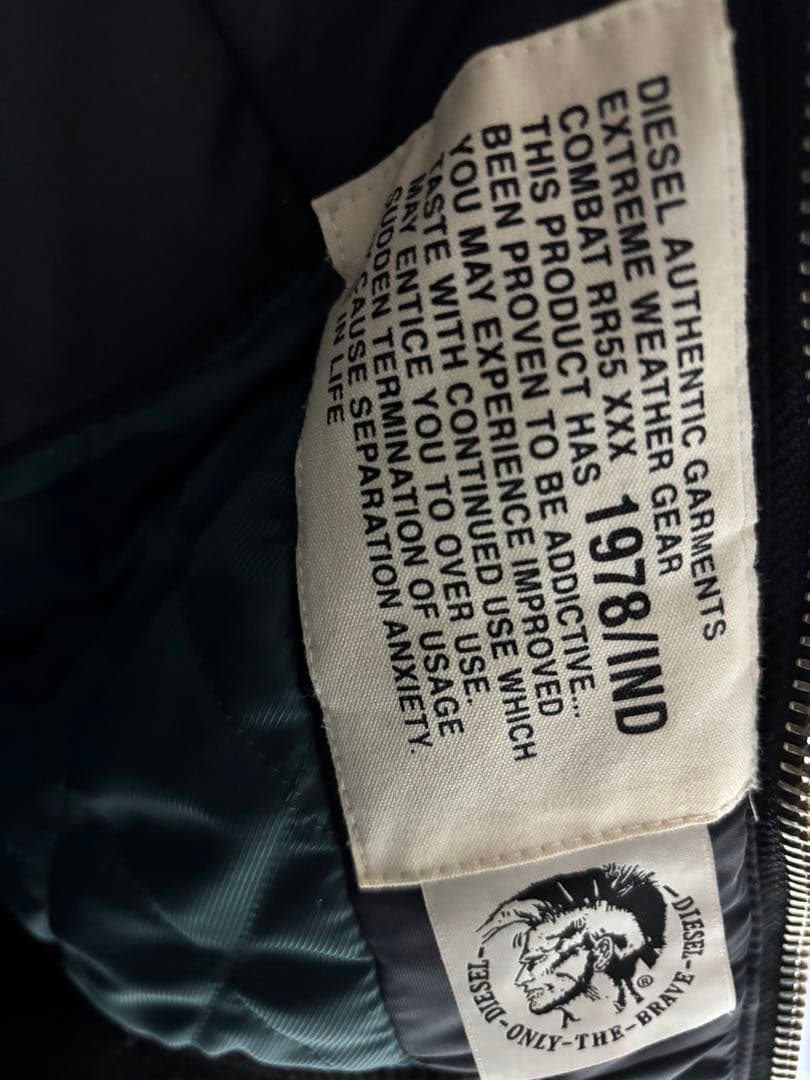 DIESEL AUTHENTIC GARMENTS
EXTREME WEATHER GEAR
COMBAT RR55 XXX 1978/IND
THIS PRODUCT HAS
BEEN PROVEN TO BE ADDICTIVE...
YOU MAY EXPERIENCE IMPROVED
TASTE WITH CONTINUED USE WHICH
MAY ENTICE YOU TO OVER USE.
SUDDEN TERMINATION OF USAGE
CAUSE SEPARATION ANXIETY.
IN LIFE
-DIESEL-
DIESEL-ONLY-THE-BRAVE
®